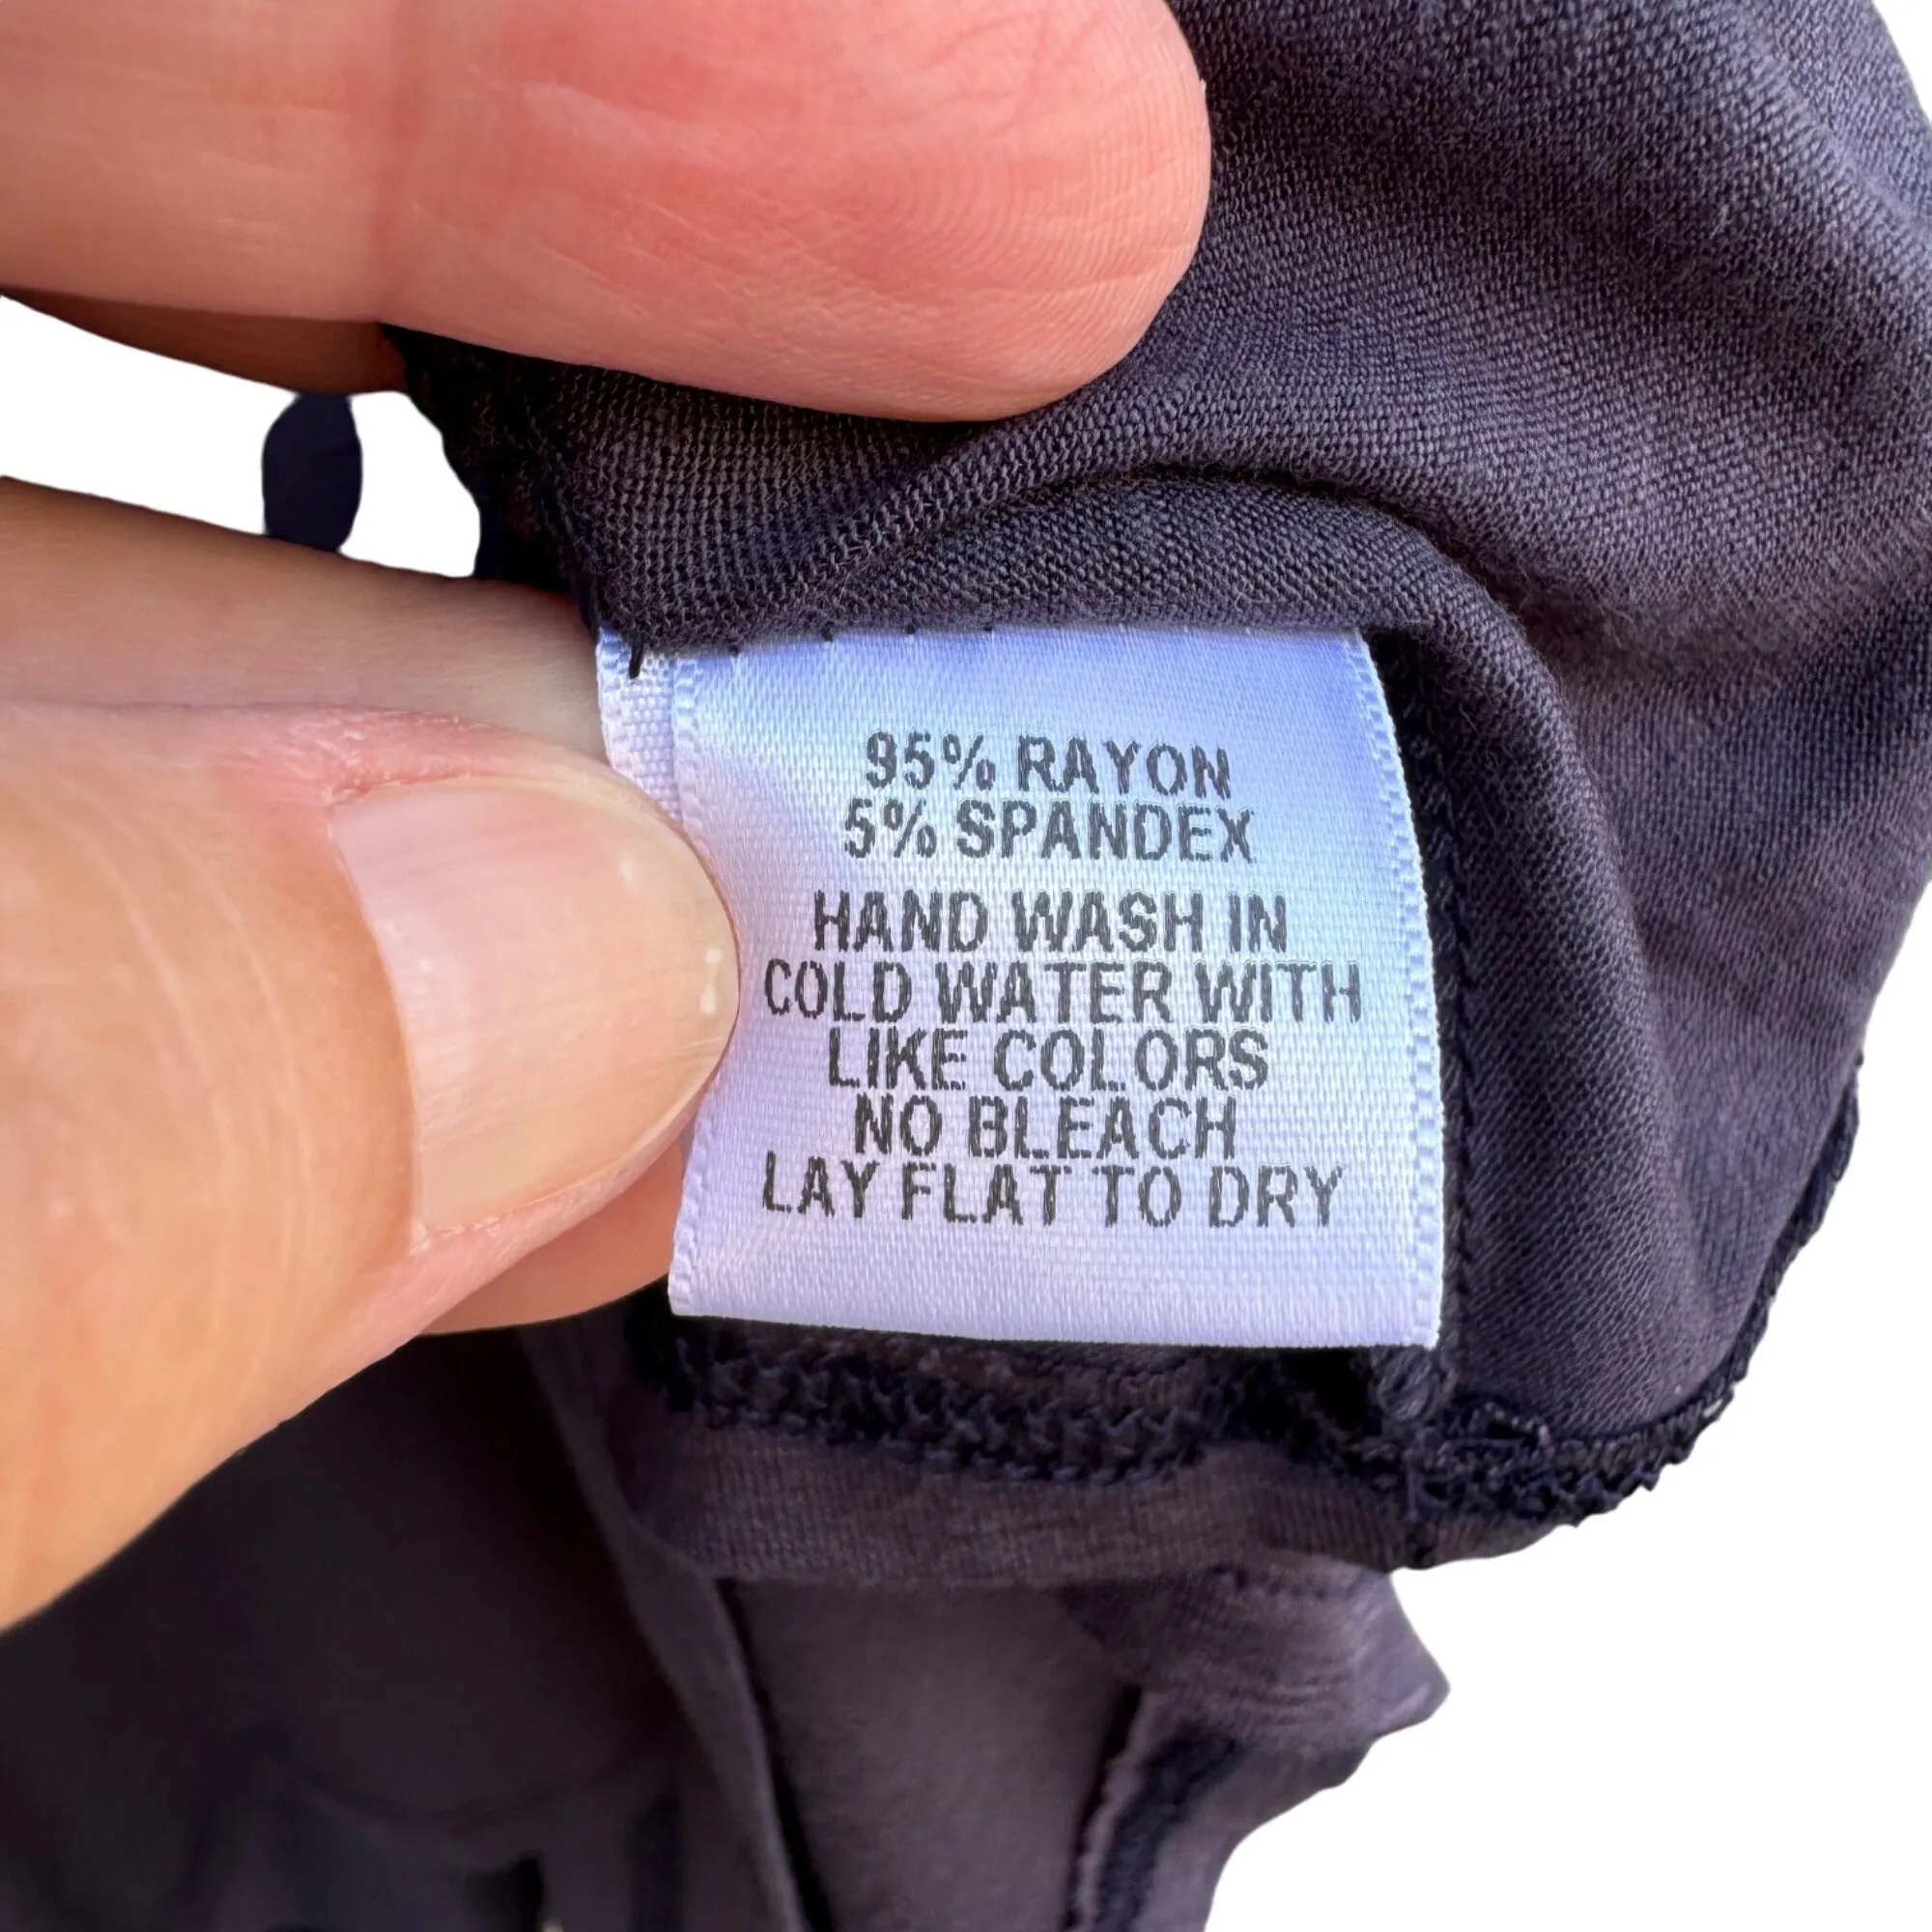 95% RAYON
5% SPANDEX
HAND WASH IN
COLD WATER WITH
LIKE COLORS
NO BLEACH
LAY FLAT TO DRY